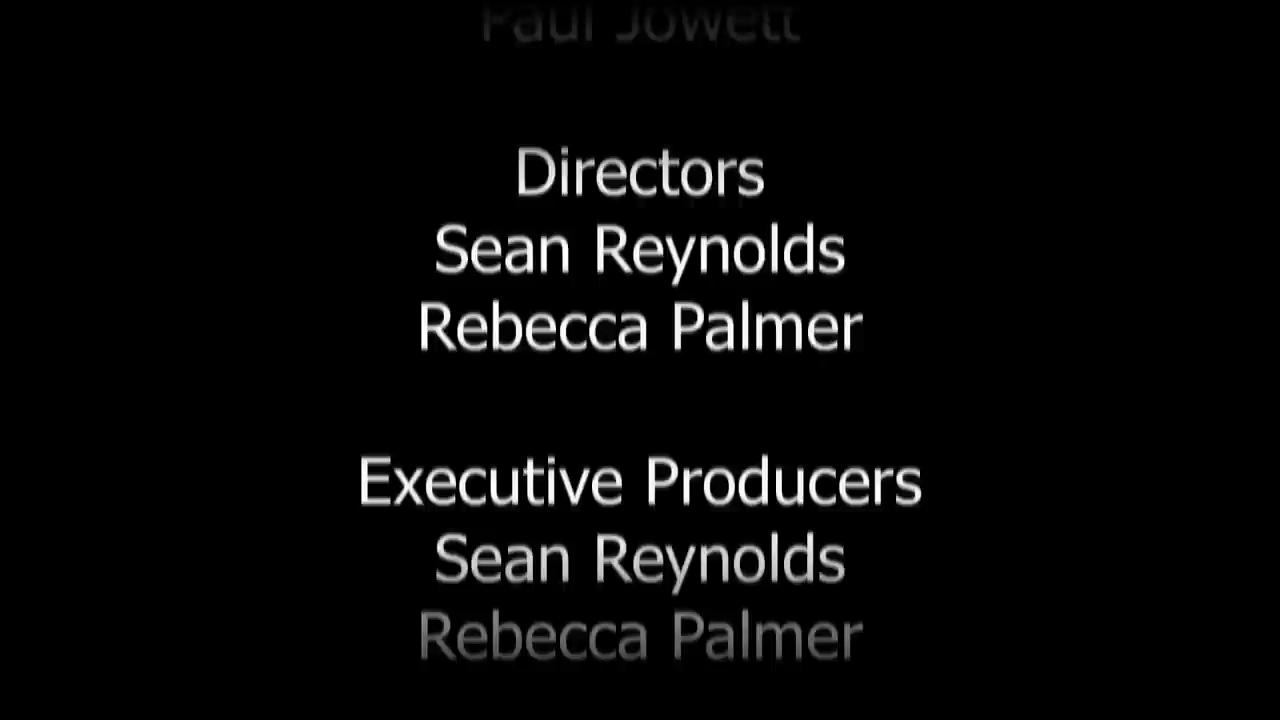 Paul Jowett
Directors
Sean Reynolds
Rebecca Palmer
Executive Producers
Sean Reynolds
Rebecca Palmer